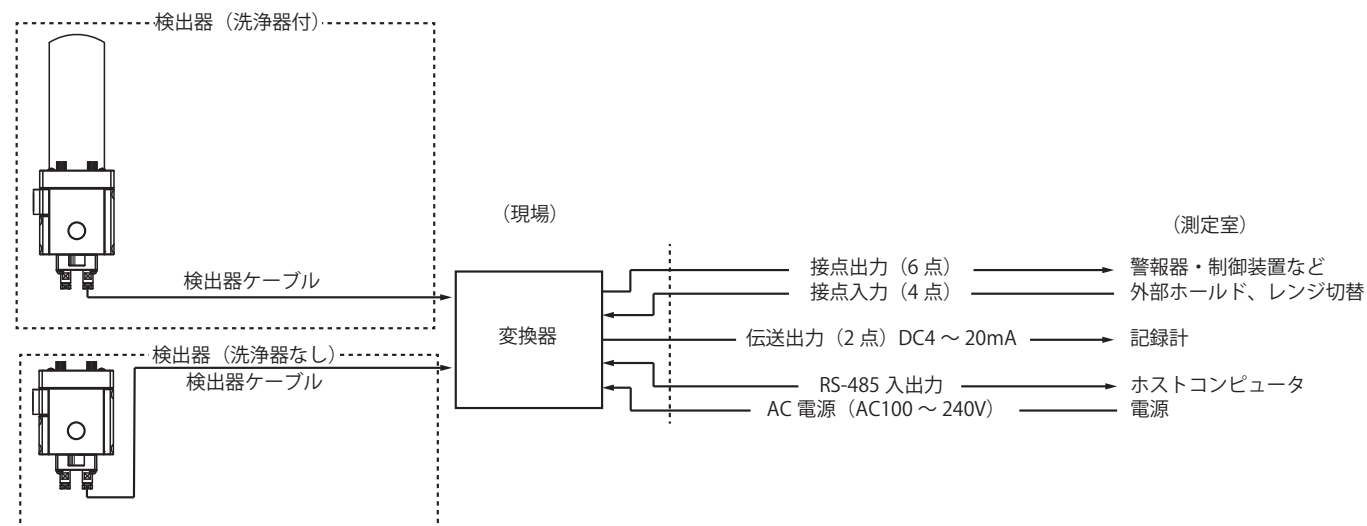 検出器（洗浄器付）
（現場）
（測定室）
検出器ケーブル
接点出力（6 点）
警報器・制御装置など
接点入力（4 点）
外部ホールド、レンジ切替
変換器
伝送出力（2 点）DC4 ～ 20mA
記録計
検出器（洗浄器なし）
検出器ケーブル
RS-485 入出力
ホストコンピュータ
AC 電源（AC100 ～ 240V）
電源